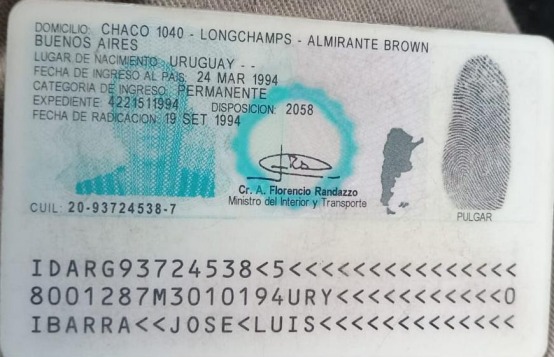 DOMICILIO: CHACO 1040 - LONGCHAMPS - ALMIRANTE BROWN
BUENOS AIRES
LUGAR DE NACIMIENTO: URUGUAY - -
FECHA DE INGRESO AL PAIS: 24 MAR 1994
CATEGORIA DE INGRESO: PERMANENTE
EXPEDIENTE: 4221511994 DISPOSICION: 2058
FECHA DE RADICACION: 19 SET 1994
Cr. A. Florencio Randazzo
Ministro del Interior y Transporte
PULGAR
CUIL: 20-93724538-7
IDARG93724538<5<<<<<<<<<<<<<<<
8001287M3010194URY<<<<<<<<<<<0
IBARRA<<JOSE<LUIS<<<<<<<<<<<<<